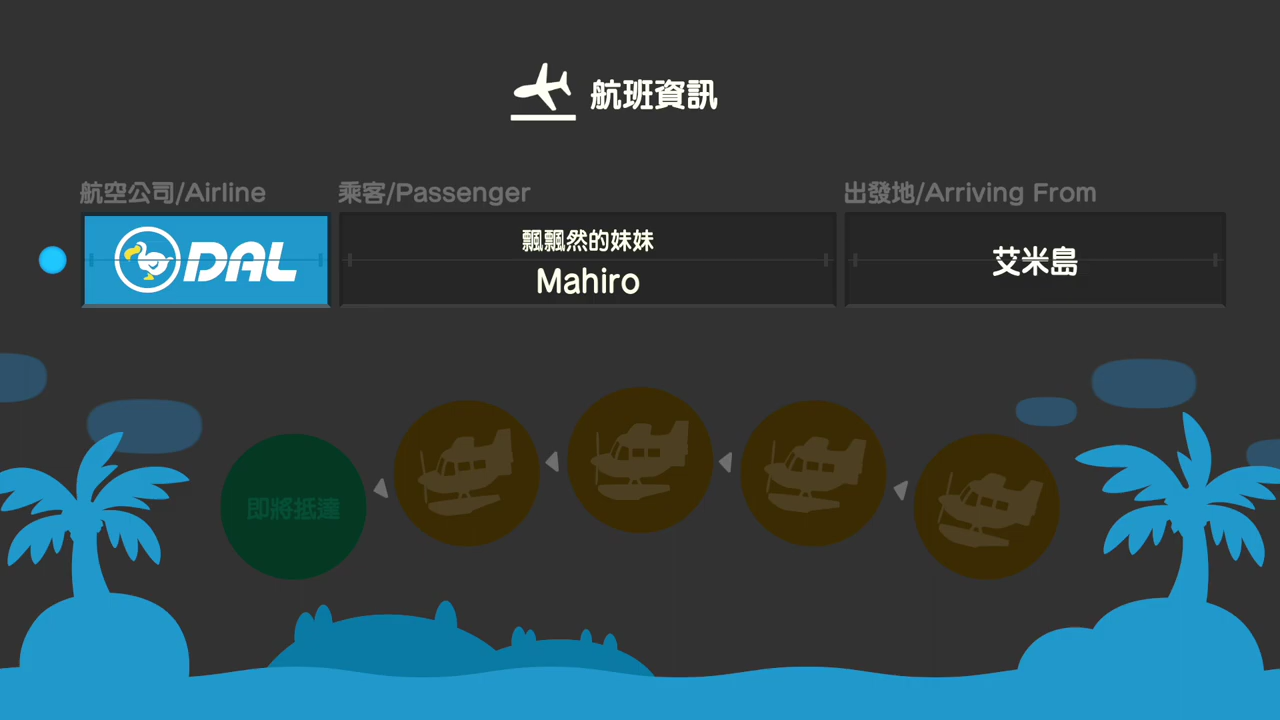 航班資訊
航空公司/Airline
乘客/Passenger
出發地/Arriving From
DAL
飄飄然的妹妹
Mahiro
艾米島
即將抵達